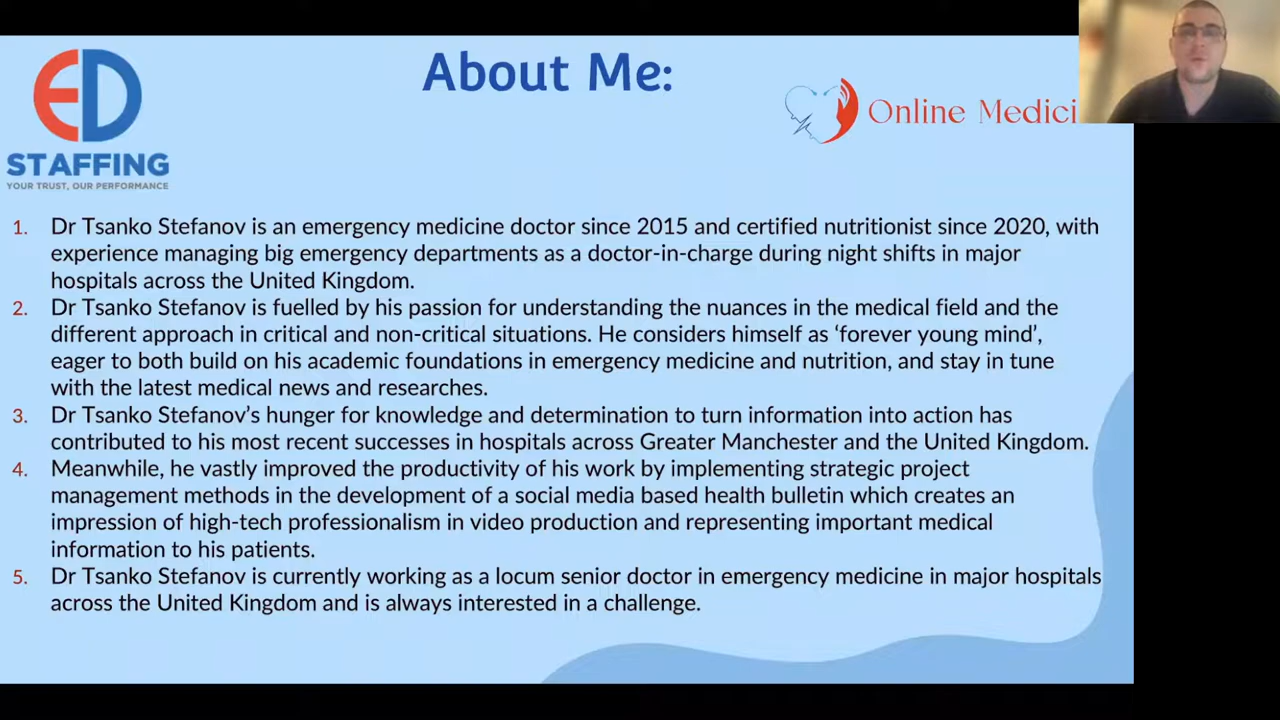 About Me:
ED
STAFFING
YOUR TRUST, OUR PERFORMANCE
Online Medici
1. Dr Tsanko Stefanov is an emergency medicine doctor since 2015 and certified nutritionist since 2020, with
experience managing big emergency departments as a doctor-in-charge during night shifts in major
hospitals across the United Kingdom.
2. Dr Tsanko Stefanov is fuelled by his passion for understanding the nuances in the medical field and the
different approach in critical and non-critical situations. He considers himself as ‘forever young mind’,
eager to both build on his academic foundations in emergency medicine and nutrition, and stay in tune
with the latest medical news and researches.
3. Dr Tsanko Stefanov’s hunger for knowledge and determination to turn information into action has
contributed to his most recent successes in hospitals across Greater Manchester and the United Kingdom.
4. Meanwhile, he vastly improved the productivity of his work by implementing strategic project
management methods in the development of a social media based health bulletin which creates an
impression of high-tech professionalism in video production and representing important medical
information to his patients.
5. Dr Tsanko Stefanov is currently working as a locum senior doctor in emergency medicine in major hospitals
across the United Kingdom and is always interested in a challenge.